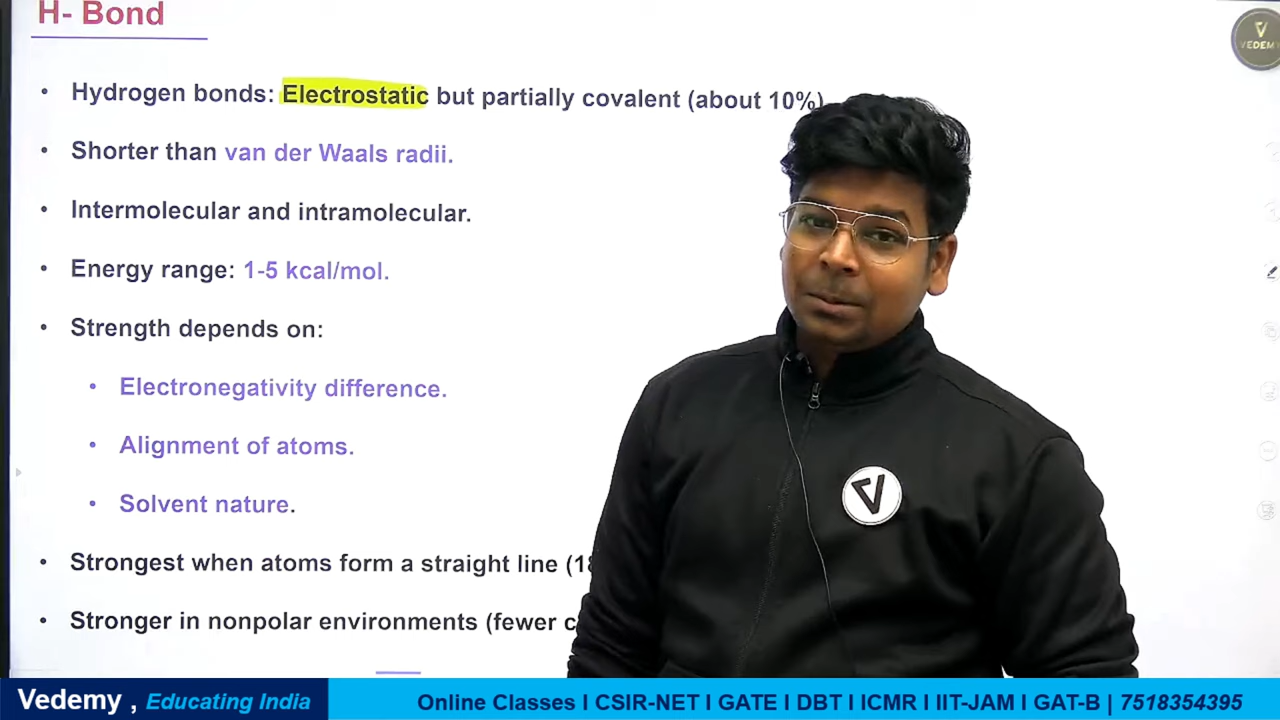 H- Bond
VEDEMY
• Hydrogen bonds: Electrostatic but partially covalent (about 10%)
• Shorter than van der Waals radii.
• Intermolecular and intramolecular.
• Energy range: 1-5 kcal/mol.
• Strength depends on:
• Electronegativity difference.
• Alignment of atoms.
• Solvent nature.
• Strongest when atoms form a straight line (18
• Stronger in nonpolar environments (fewer c
Vedemy , Educating India
Online Classes I CSIR-NET I GATE I DBT I ICMR I IIT-JAM I GAT-B | 7518354395